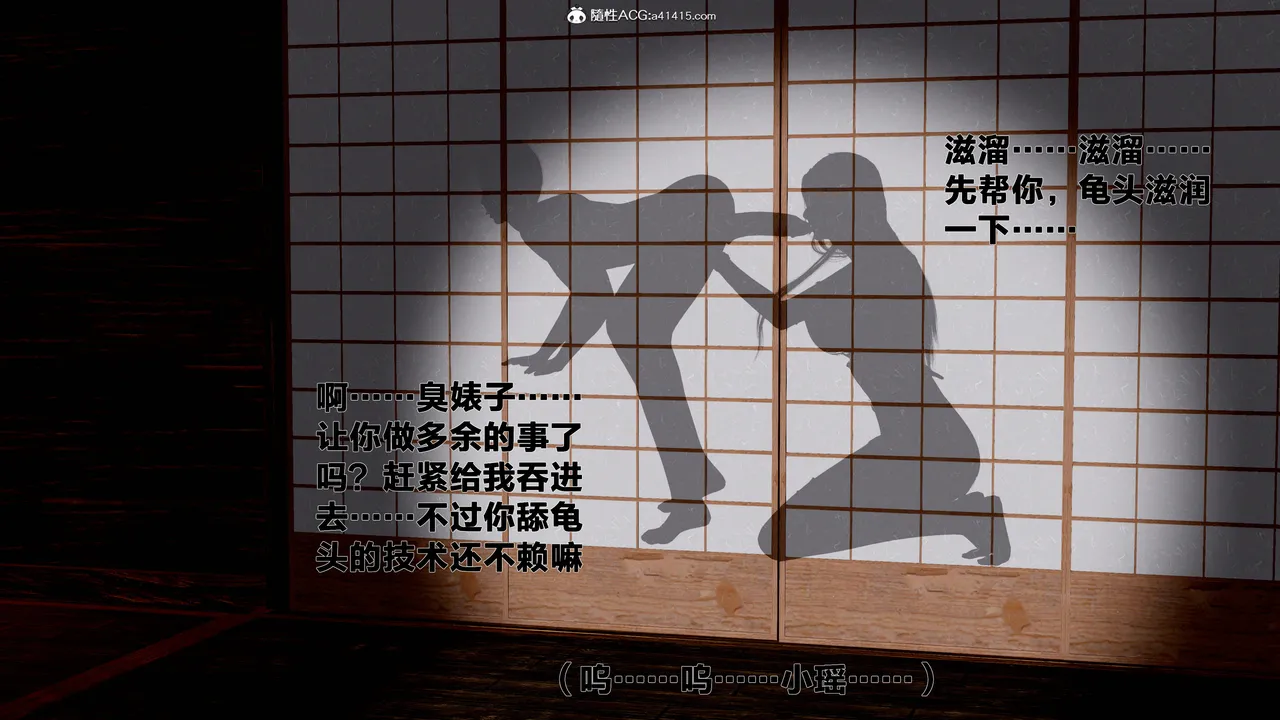 隨性ACG:a41415.com
滋溜……滋溜……
先帮你，龟头滋润
一下……
啊……臭婊子……
让你做多余的事了
吗？赶紧给我吞进
去……不过你舔龟
头的技术还不赖嘛
（呜……呜……小瑶……）